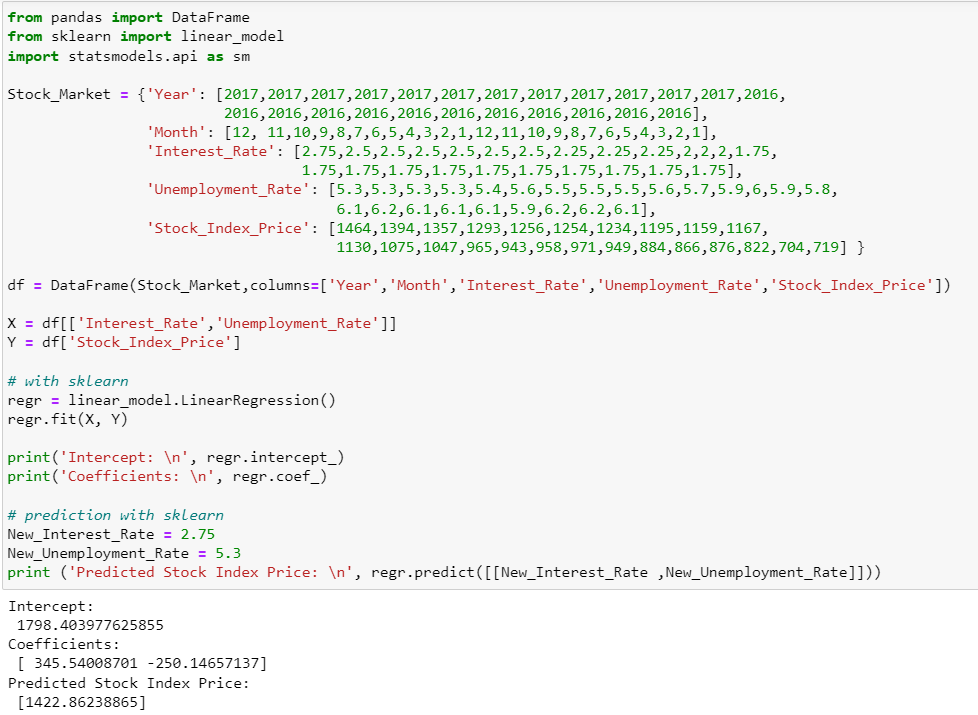 from pandas import DataFrame
from sklearn import linear_model
import statsmodels.api as sm
Stock_Market = {'Year': [2017,2017,2017,2017,2017,2017,2017,2017,2017,2017,2017,2017,2016,
2016,2016,2016,2016,2016,2016,2016,2016,2016,2016,2016],
'Month': [12, 11,10,9,8,7,6,5,4,3,2,1,12,11,10,9,8,7,6,5,4,3,2,1],
'Interest_Rate': [2.75,2.5,2.5,2.5,2.5,2.5,2.5,2.25,2.25,2.25,2,2,2,1.75,
1.75,1.75,1.75,1.75,1.75,1.75,1.75,1.75,1.75,1.75],
'Unemployment_Rate': [5.3,5.3,5.3,5.3,5.4,5.6,5.5,5.5,5.5,5.6,5.7,5.9,6,5.9,5.8,
6.1,6.2,6.1,6.1,6.1,5.9,6.2,6.2,6.1],
'Stock_Index_Price': [1464,1394,1357,1293,1256,1254,1234,1195,1159,1167,
1130,1075,1047,965,943,958,971,949,884,866,876,822,704,719] }
df = DataFrame(Stock_Market,columns=['Year','Month','Interest_Rate','Unemployment_Rate','Stock_Index_Price'])
X = df[['Interest_Rate','Unemployment_Rate']]
Y = df['Stock_Index_Price']
# with sklearn
regr = linear_model.LinearRegression()
regr.fit(X, Y)
print('Intercept: \n', regr.intercept_)
print('Coefficients: \n', regr.coef_)
# prediction with sklearn
New_Interest_Rate = 2.75
New_Unemployment_Rate = 5.3
print ('Predicted Stock Index Price: \n', regr.predict([[New_Interest_Rate ,New_Unemployment_Rate]]))
Intercept:
1798.403977625855
Coefficients:
[ 345.54008701 -250.14657137]
Predicted Stock Index Price:
[1422.86238865]